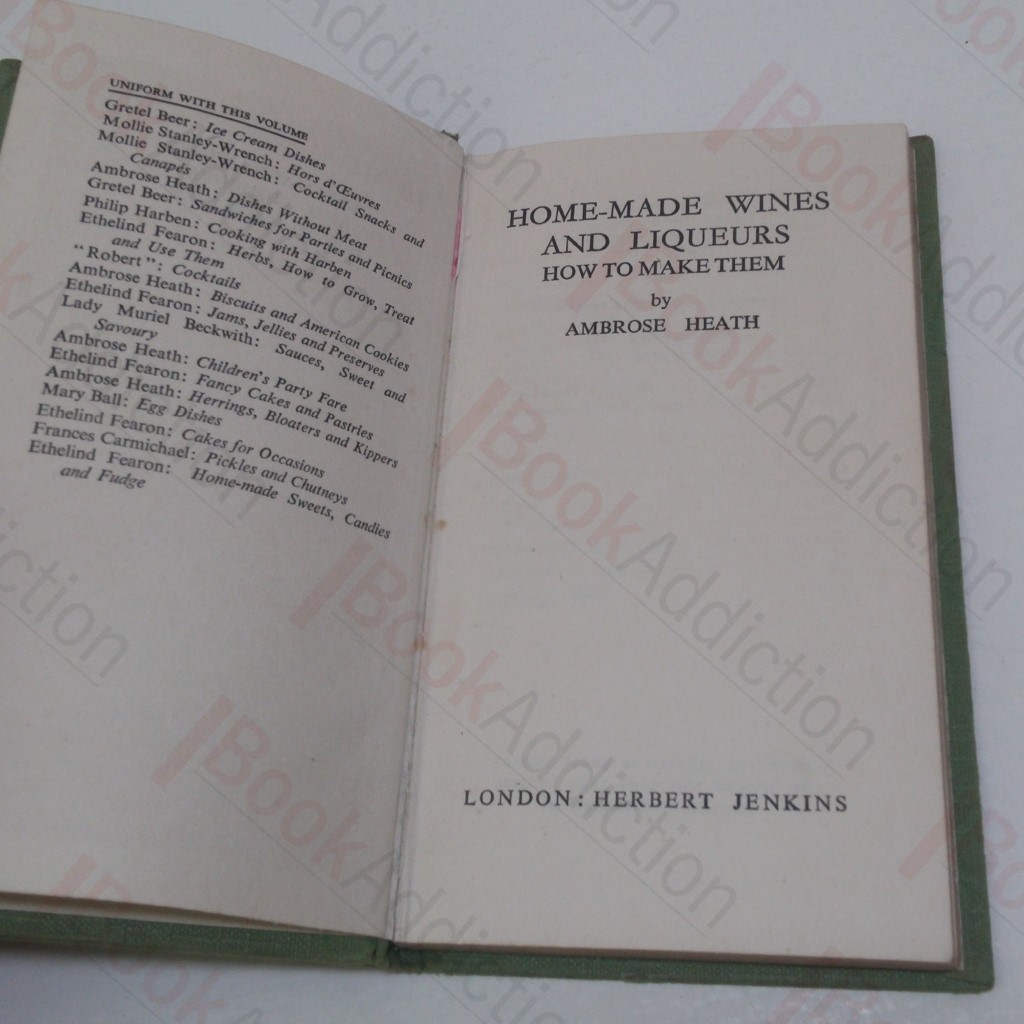 UNIFORM WITH THIS VOLUME
Gretel Beer: Ice Cream Dishes
Mollie Stanley-Wrench: Hors d'Œuvres
Mollie Stanley-Wrench: Cocktail Snacks and
Canapés
Ambrose Heath: Dishes Without Meat
Gretel Beer: Sandwiches for Parties and Picnics
Philip Harben: Cooking with Harben
Ethelind Fearon: Herbs, How to Grow, Treat
and Use Them
"Robert": Cocktails
Ambrose Heath: Biscuits and American Cookies
Ethelind Fearon: Jams, Jellies and Preserves
Lady Muriel Beckwith: Sauces, Sweet and
Savoury
Ambrose Heath: Children's Party Fare
Ethelind Fearon: Fancy Cakes and Pastries
Ambrose Heath: Herrings, Bloaters and Kippers
Mary Ball: Egg Dishes
Ethelind Fearon: Cakes for Occasions
Frances Carmichael: Pickles and Chutneys
Ethelind Fearon: Home-made Sweets, Candies
and Fudge
HOME-MADE WINES
AND LIQUEURS
HOW TO MAKE THEM
by
AMBROSE HEATH
LONDON: HERBERT JENKINS
BookAddiction